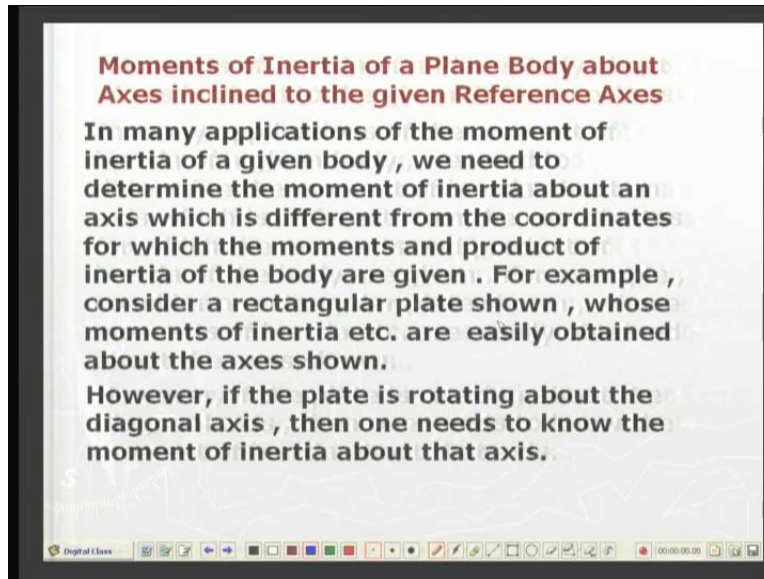 Moments of Inertia of a Plane Body about
Axes inclined to the given Reference Axes
In many applications of the moment of
inertia of a given body , we need to
determine the moment of inertia about an
axis which is different from the coordinates
for which the moments and product of
inertia of the body are given . For example ,
consider a rectangular plate shown , whose
moments of inertia etc. are easily obtained
about the axes shown.
However, if the plate is rotating about the
diagonal axis , then one needs to know the
moment of inertia about that axis.
Digital Class
00:00:00.00